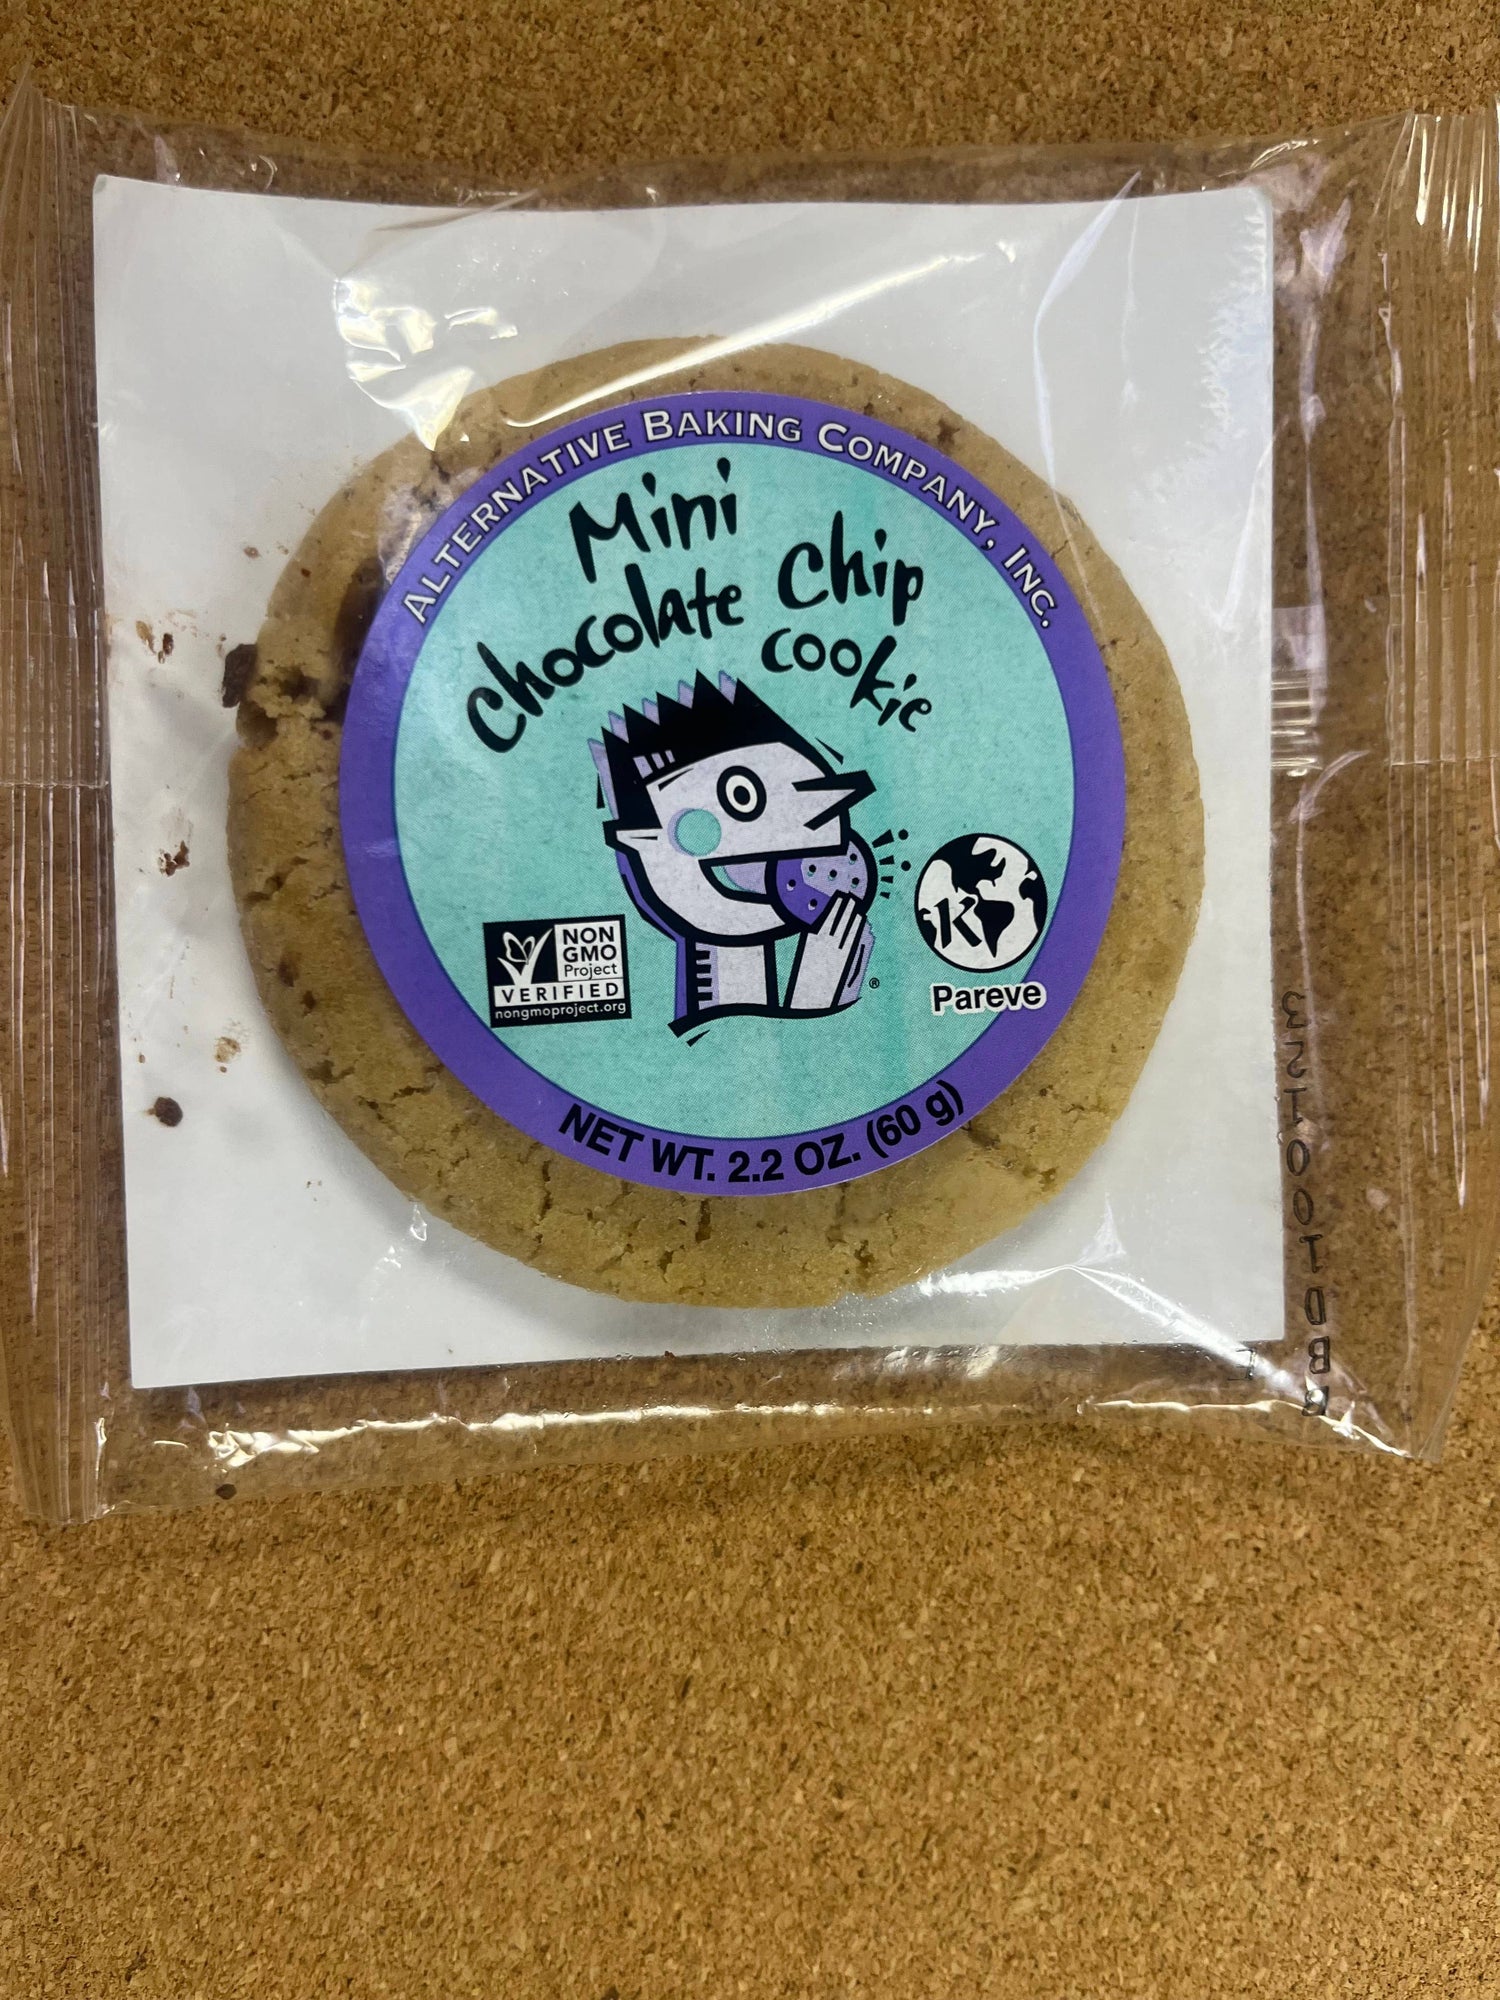 ALTERNATIVE BAKING COMPANY, INC.
Mini
Chocolate Chip
cookie
NON
GMO
Project
VERIFIED
nongmoproject.org
K
Pareve
®
NET WT. 2.2 OZ. (60 g)